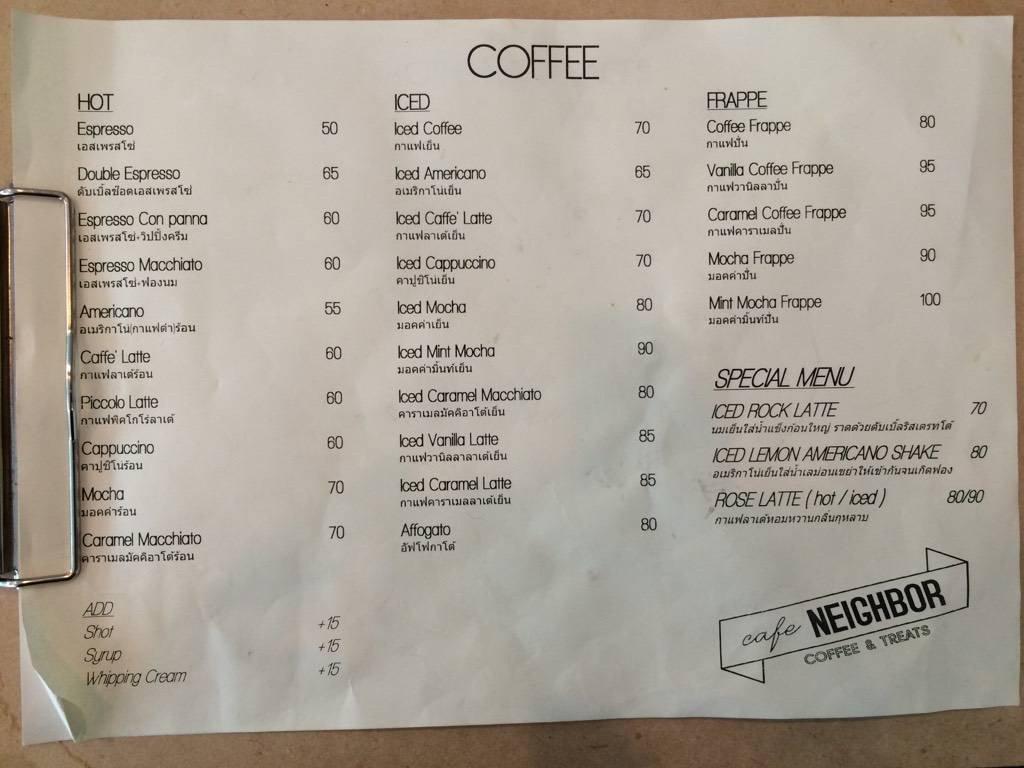 COFFEE
HOT
Espresso 50
เอสเพรสโซ่
Double Espresso 65
ดับเบิ้ลช๊อตเอสเพรสโซ่
Espresso Con panna 60
เอสเพรสโซ่+วิปปิ้งครีม
Espresso Macchiato 60
เอสเพรสโซ่+ฟองนม
Americano 55
อเมริกาโน่(กาแฟดำ)ร้อน
Caffe' Latte 60
กาแฟลาเต้ร้อน
Piccolo Latte 60
กาแฟพิคโกโร่ลาเต้
Cappuccino 60
คาปูชิโน่ร้อน
Mocha 70
มอคค่าร้อน
Caramel Macchiato 70
คาราเมลมัคคิอาโต้ร้อน
ADD
Shot +15
Syrup +15
Whipping Cream +15
ICED
Iced Coffee 70
กาแฟเย็น
Iced Americano 65
อเมริกาโน่เย็น
Iced Caffe' Latte 70
กาแฟลาเต้เย็น
Iced Cappuccino 70
คาปูชิโน่เย็น
Iced Mocha 80
มอคค่าเย็น
Iced Mint Mocha 90
มอคค่ามิ้นท์เย็น
Iced Caramel Macchiato 80
คาราเมลมัคคิอาโต้เย็น
Iced Vanilla Latte 85
กาแฟวานิลลาลาเต้เย็น
Iced Caramel Latte 85
กาแฟคาราเมลลาเต้เย็น
Affogato 80
อัฟโฟกาโต้
FRAPPE
Coffee Frappe 80
กาแฟปั่น
Vanilla Coffee Frappe 95
กาแฟวานิลลาปั่น
Caramel Coffee Frappe 95
กาแฟคาราเมลปั่น
Mocha Frappe 90
มอคค่าปั่น
Mint Mocha Frappe 100
มอคค่ามิ้นท์ปั่น
SPECIAL MENU
ICED ROCK LATTE 70
นมเย็นใส่น้ำแข็งก้อนใหญ่ ราดด้วยดับเบิ้ลริสเตรทโต้
ICED LEMON AMERICANO SHAKE 80
อเมริกาโน่เย็นใส่น้ำเลม่อนเขย่าให้เข้ากันจนเกิดฟอง
ROSE LATTE ( hot / iced ) 80/90
กาแฟลาเต้หอมหวานกลิ่นกุหลาบ
cafe NEIGHBOR
COFFEE & TREATS